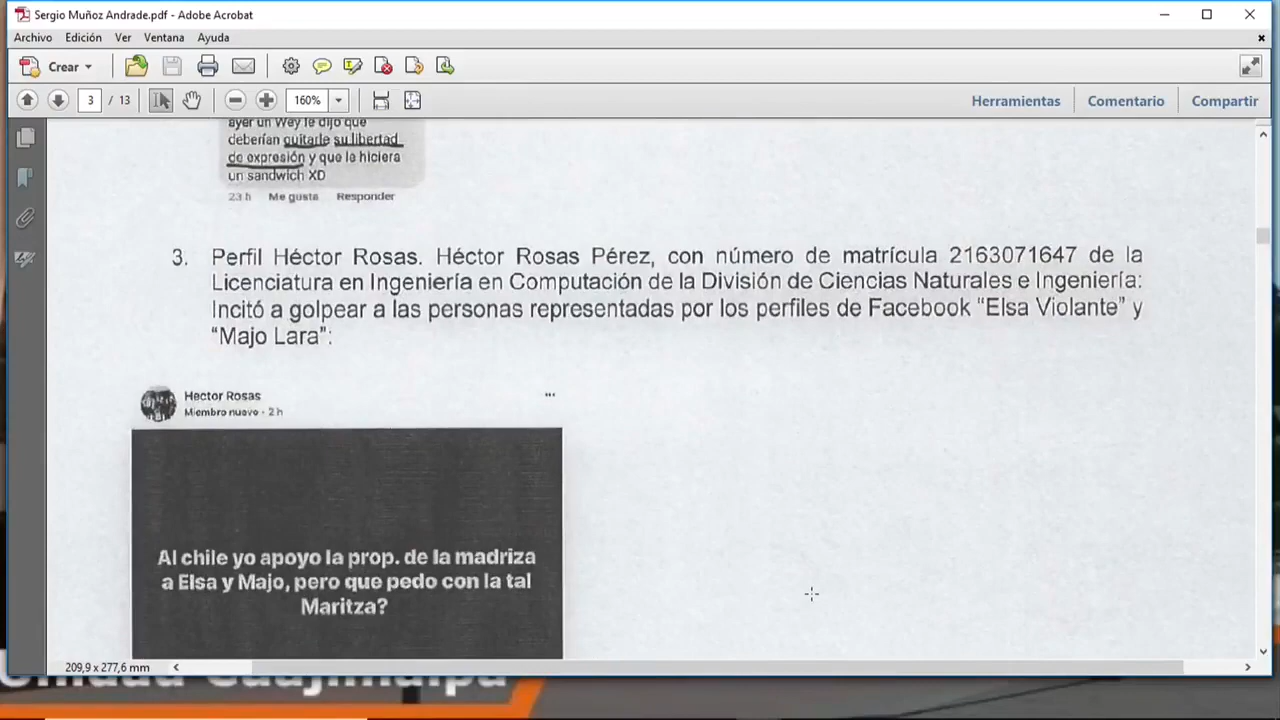 Sergio Muñoz Andrade.pdf - Adobe Acrobat
Archivo Edición Ver Ventana Ayuda
Crear
3 / 13 160% Herramientas Comentario Compartir
ayer un Wey le dijo que
deberían quitarle su libertad
de expresión y que le hiciera
un sandwich XD
23 h Me gusta Responder
3. Perfil Héctor Rosas. Héctor Rosas Pérez, con número de matrícula 2163071647 de la
Licenciatura en Ingeniería en Computación de la División de Ciencias Naturales e Ingeniería:
Incitó a golpear a las personas representadas por los perfiles de Facebook “Elsa Violante” y
“Majo Lara”:
Hector Rosas
Miembro nuevo · 2 h
Al chile yo apoyo la prop. de la madriza
a Elsa y Majo, pero que pedo con la tal
Maritza?
209,9 x 277,6 mm
Unidad Cuajimalpa